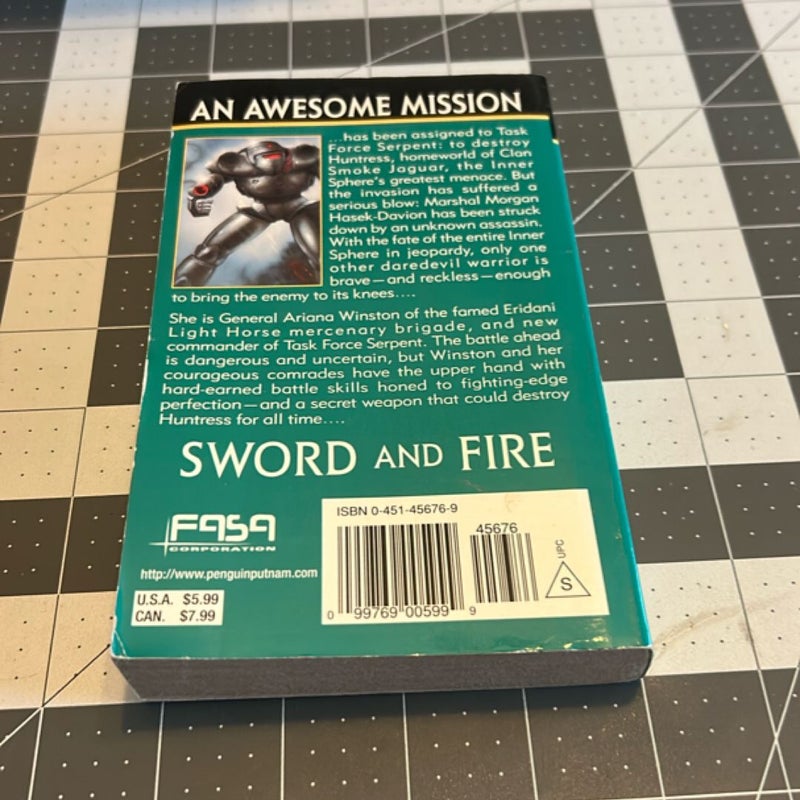 AN AWESOME MISSION
...has been assigned to Task
Force Serpent: to destroy
Huntress, homeworld of Clan
Smoke Jaguar, the Inner
Sphere's greatest menace. But
the invasion has suffered a
serious blow: Marshal Morgan
Hasek-Davion has been struck
down by an unknown assassin.
With the fate of the entire Inner
Sphere in jeopardy, only one
other daredevil warrior is
brave—and reckless—enough
to bring the enemy to its knees....
She is General Ariana Winston of the famed Eridani
Light Horse mercenary brigade, and new
commander of Task Force Serpent. The battle ahead
is dangerous and uncertain, but Winston and her
courageous comrades have the upper hand with
hard-earned battle skills honed to fighting-edge
perfection—and a secret weapon that could destroy
Huntress for all time....
SWORD AND FIRE
FASA
CORPORATION
http://www.penguinputnam.com
U.S.A. $5.99
CAN. $7.99
ISBN 0-451-45676-9
45676
UPC
S
0 99769 00599 9